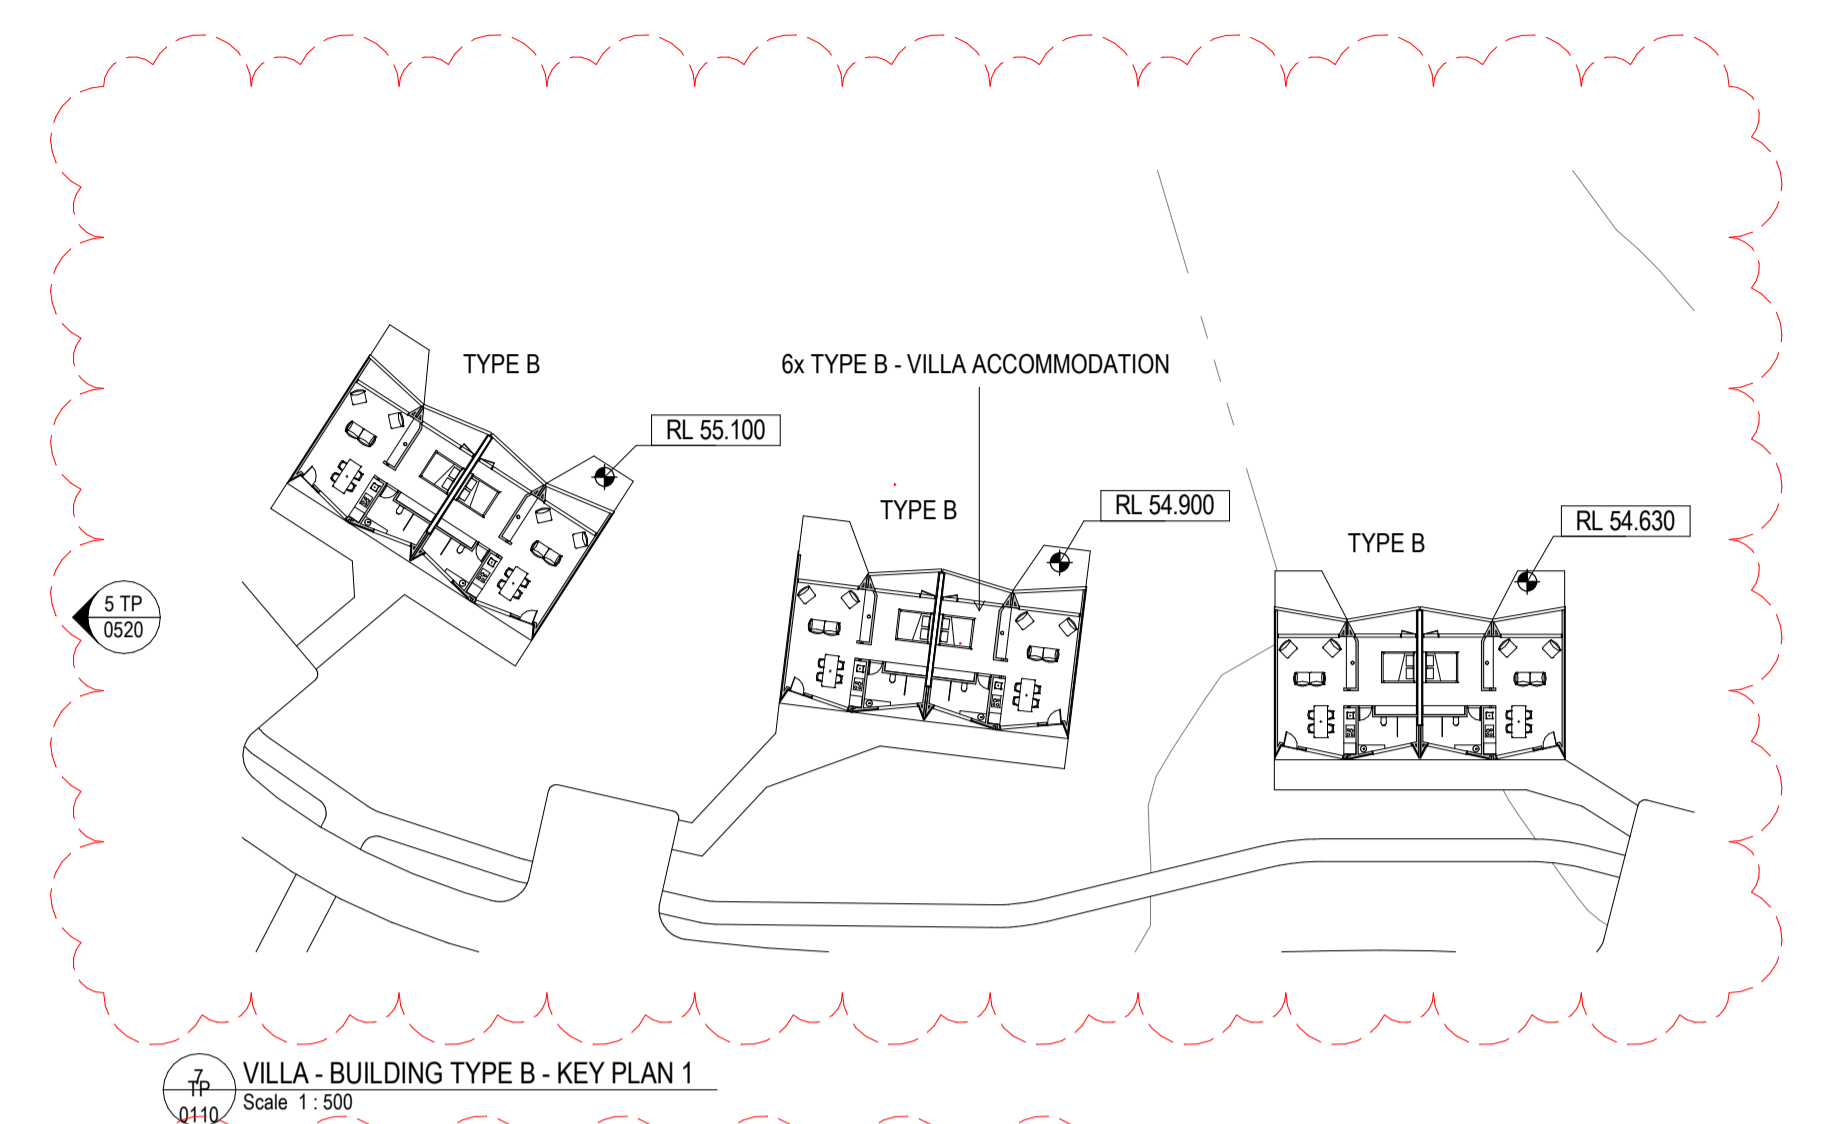 TYPE B
6x TYPE B - VILLA ACCOMMODATION
RL 55.100
TYPE B
RL 54.900
TYPE B
RL 54.630
5 TP
0520
7
TP
0110
VILLA - BUILDING TYPE B - KEY PLAN 1
Scale 1 : 500